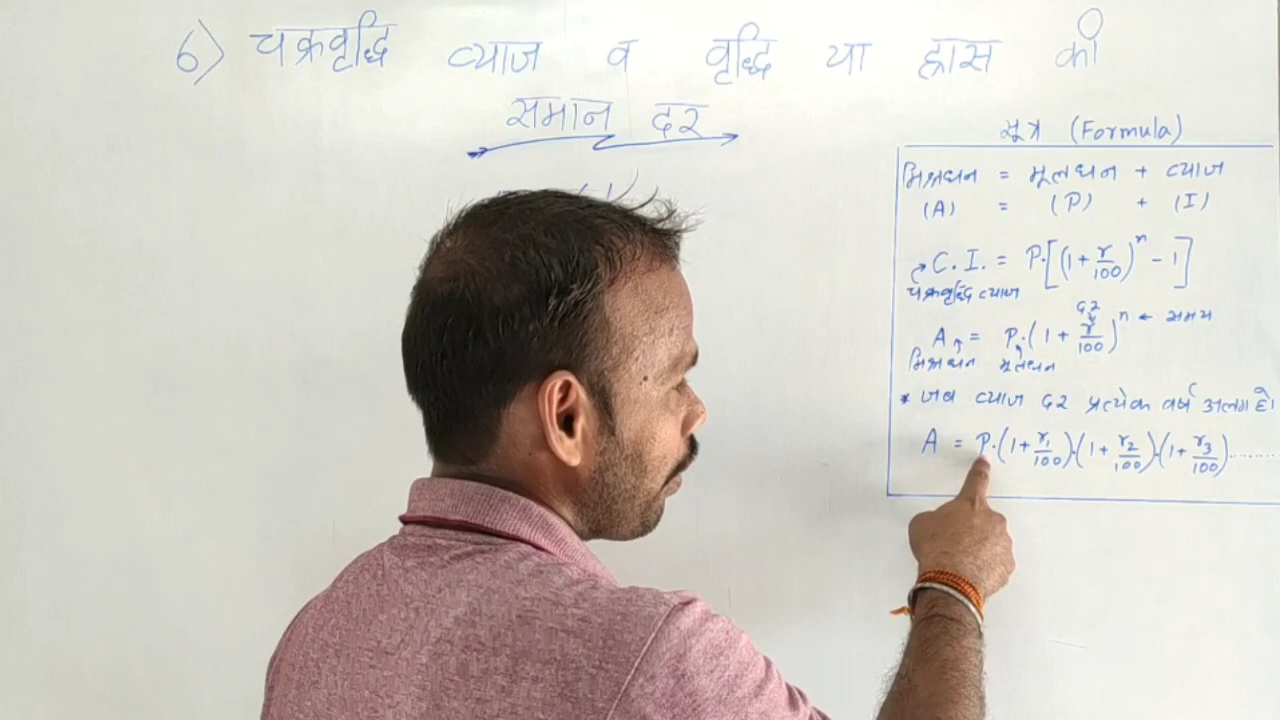 6) चक्रवृद्धि ब्याज व वृद्धि या ह्रास की
समान दर
सूत्र (Formula)
मिश्रधन = मूलधन + ब्याज
(A) = (P) + (I)
C. I. = P.[(1 + r/100)^n - 1]
चक्रवृद्धि ब्याज
दर
A = P.(1 + r/100)^n ← समय
मिश्रधन मूलधन
* जब ब्याज दर प्रत्येक वर्ष अलग हो।
A = P.(1 + r₁/100).(1 + r₂/100).(1 + r₃/100)........